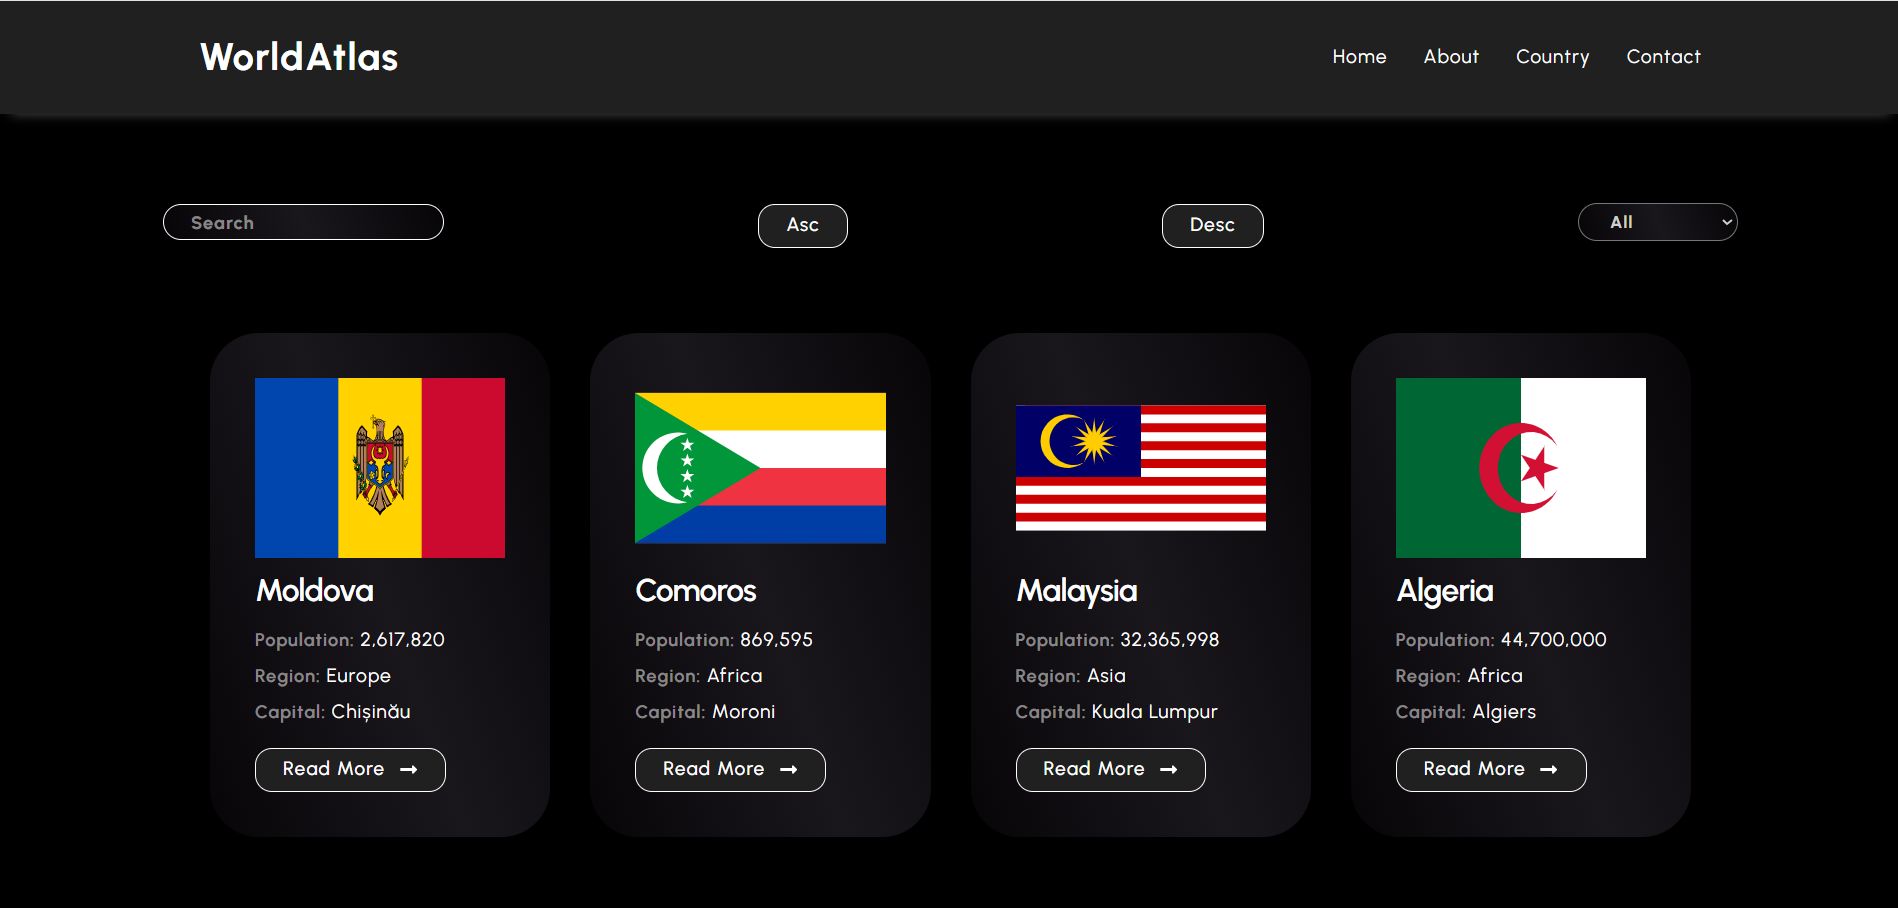 WorldAtlas
Home About Country Contact
Search
Asc
Desc
All
Moldova
Population: 2,617,820
Region: Europe
Capital: Chișinău
Read More →
Comoros
Population: 869,595
Region: Africa
Capital: Moroni
Read More →
Malaysia
Population: 32,365,998
Region: Asia
Capital: Kuala Lumpur
Read More →
Algeria
Population: 44,700,000
Region: Africa
Capital: Algiers
Read More →